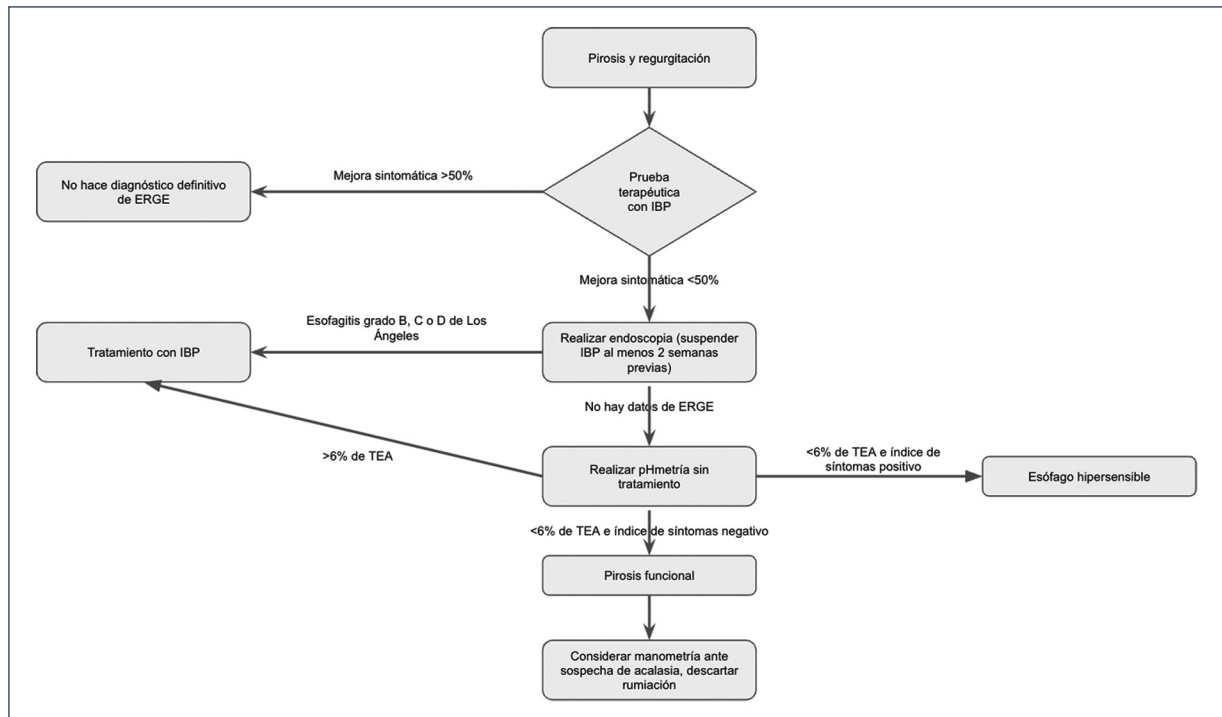 Pirosis y regurgitación
Prueba
terapéutica
con IBP
Mejora sintomática >50%
No hace diagnóstico definitivo
de ERGE
Mejora sintomática <50%
Realizar endoscopia (suspender
IBP al menos 2 semanas
previas)
Esofagitis grado B, C o D de Los
Ángeles
Tratamiento con IBP
No hay datos de ERGE
Realizar pHmetría sin
tratamiento
>6% de TEA
<6% de TEA e índice de
síntomas positivo
Esófago hipersensible
<6% de TEA e índice de síntomas negativo
Pirosis funcional
Considerar manometría ante
sospecha de acalasia, descartar
rumiación